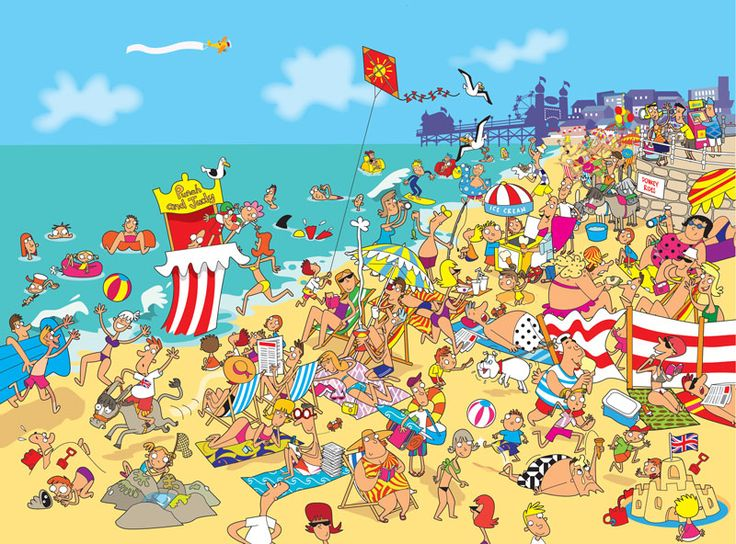 Punch
and Judy
ICE CREAM
DONKEY
RIDES